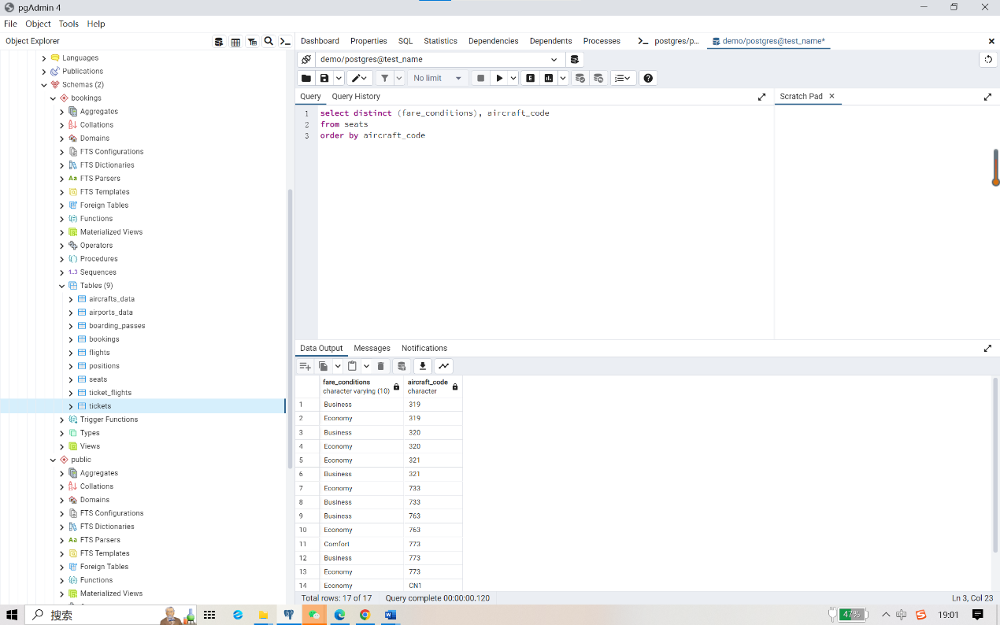 pgAdmin 4
File Object Tools Help
Object Explorer
Dashboard Properties SQL Statistics Dependencies Dependents Processes postgres/p... demo/postgres@test_name*
Languages
Publications
Schemas (2)
bookings
Aggregates
Collations
Domains
FTS Configurations
FTS Dictionaries
Aa FTS Parsers
FTS Templates
Foreign Tables
Functions
Materialized Views
Operators
Procedures
1..3 Sequences
Tables (9)
aircrafts_data
airports_data
boarding_passes
bookings
flights
positions
seats
ticket_flights
tickets
Trigger Functions
Types
Views
public
Aggregates
Collations
Domains
FTS Configurations
FTS Dictionaries
Aa FTS Parsers
FTS Templates
Foreign Tables
Functions
Materialized Views
demo/postgres@test_name
No limit
E
Query Query History
Scratch Pad
1 select distinct (fare_conditions), aircraft_code
2 from seats
3 order by aircraft_code
Data Output Messages Notifications
fare_conditions aircraft_code
character varying (10) character
1 Business 319
2 Economy 319
3 Business 320
4 Economy 320
5 Economy 321
6 Business 321
7 Economy 733
8 Business 733
9 Business 763
10 Economy 763
11 Comfort 773
12 Business 773
13 Economy 773
14 Economy CN1
Total rows: 17 of 17 Query complete 00:00:00.120 Ln 3, Col 23
搜索
47%
中
19:01